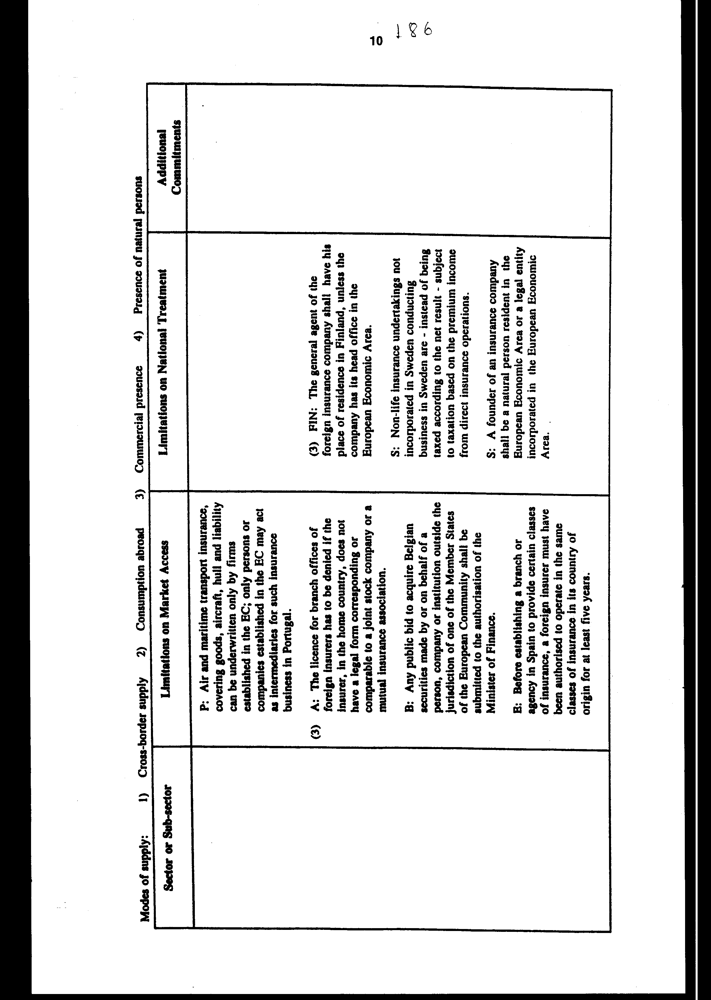 10
186
Modes of supply: 1) Cross-border supply 2) Consumption abroad 3) Commercial presence 4) Presence of natural persons
Sector or Sub-sector
Limitations on Market Access
Limitations on National Treatment
Additional
Commitments
P: Air and maritime transport insurance,
covering goods, aircraft, hull and liability
can be underwritten only by firms
established in the EC; only persons or
companies established in the EC may act
as intermediaries for such insurance
business in Portugal.
(3) A: The licence for branch offices of
foreign insurers has to be denied if the
insurer, in the home country, does not
have a legal form corresponding or
comparable to a joint stock company or a
mutual insurance association.
B: Any public bid to acquire Belgian
securities made by or on behalf of a
person, company or institution outside the
jurisdiction of one of the Member States
of the European Community shall be
submitted to the authorisation of the
Minister of Finance.
E: Before establishing a branch or
agency in Spain to provide certain classes
of insurance, a foreign insurer must have
been authorised to operate in the same
classes of insurance in its country of
origin for at least five years.
(3) FIN: The general agent of the
foreign insurance company shall have his
place of residence in Finland, unless the
company has its head office in the
European Economic Area.
S: Non-life insurance undertakings not
incorporated in Sweden conducting
business in Sweden are - instead of being
taxed according to the net result - subject
to taxation based on the premium income
from direct insurance operations.
S: A founder of an insurance company
shall be a natural person resident in the
European Economic Area or a legal entity
incorporated in the European Economic
Area.